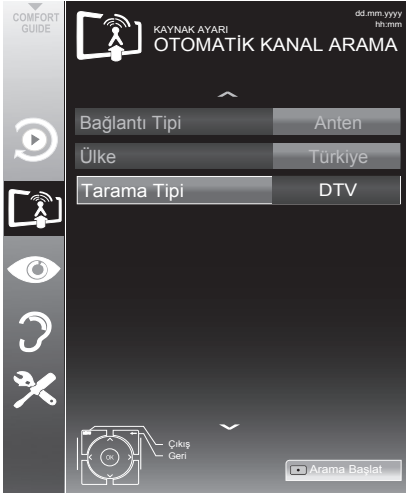 COMFORT
GUIDE
dd.mm.yyyy
hh:mm
KAYNAK AYARI
OTOMATİK KANAL ARAMA
Bağlantı Tipi Anten
Ülke Türkiye
Tarama Tipi DTV
OK
Çıkış
Geri
Arama Başlat